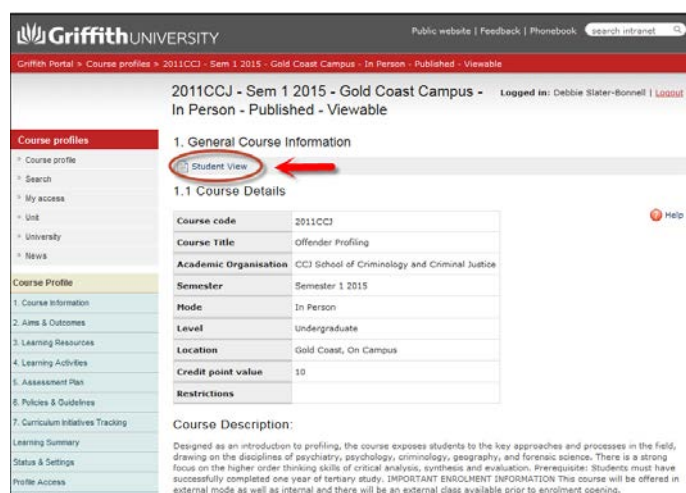 Griffith UNIVERSITY
Public website | Feedback | Phonebook search intranet
Griffith Portal > Course profiles > 2011CCJ - Sem 1 2015 - Gold Coast Campus - In Person - Published - Viewable
2011CCJ - Sem 1 2015 - Gold Coast Campus -
In Person - Published - Viewable
Logged in: Debbie Slater-Bonnell | Logout
Course profiles
Course profile
Search
My access
Unit
University
News
Course Profile
1. Course Information
2. Aims & Outcomes
3. Learning Resources
4. Learning Activities
5. Assessment Plan
6. Policies & Guidelines
7. Curriculum Initiatives Tracking
Learning Summary
Status & Settings
Profile Access
1. General Course Information
Student View
1.1 Course Details
Help
Course code 2011CCJ
Course Title Offender Profiling
Academic Organisation CCJ School of Criminology and Criminal Justice
Semester Semester 1 2015
Mode In Person
Level Undergraduate
Location Gold Coast, On Campus
Credit point value 10
Restrictions
Course Description:
Designed as an introduction to profiling, the course exposes students to the key approaches and processes in the field,
drawing on the disciplines of psychiatry, psychology, criminology, geography, and forensic science. There is a strong
focus on the higher order thinking skills of critical analysis, synthesis and evaluation. Prerequisite: Students must have
successfully completed one year of tertiary study. IMPORTANT ENROLMENT INFORMATION This course will be offered in
external mode as well as internal and there will be an external class available prior to enrolment opening.